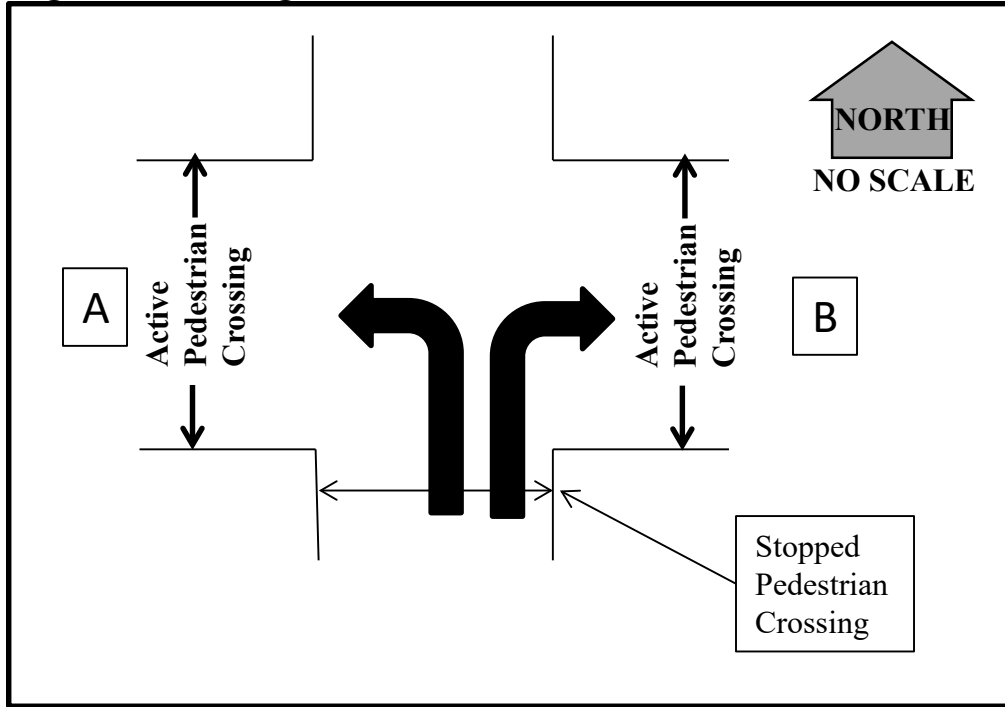 NORTH
NO SCALE
A
Active
Pedestrian
Crossing
Active
Pedestrian
Crossing
B
Stopped
Pedestrian
Crossing